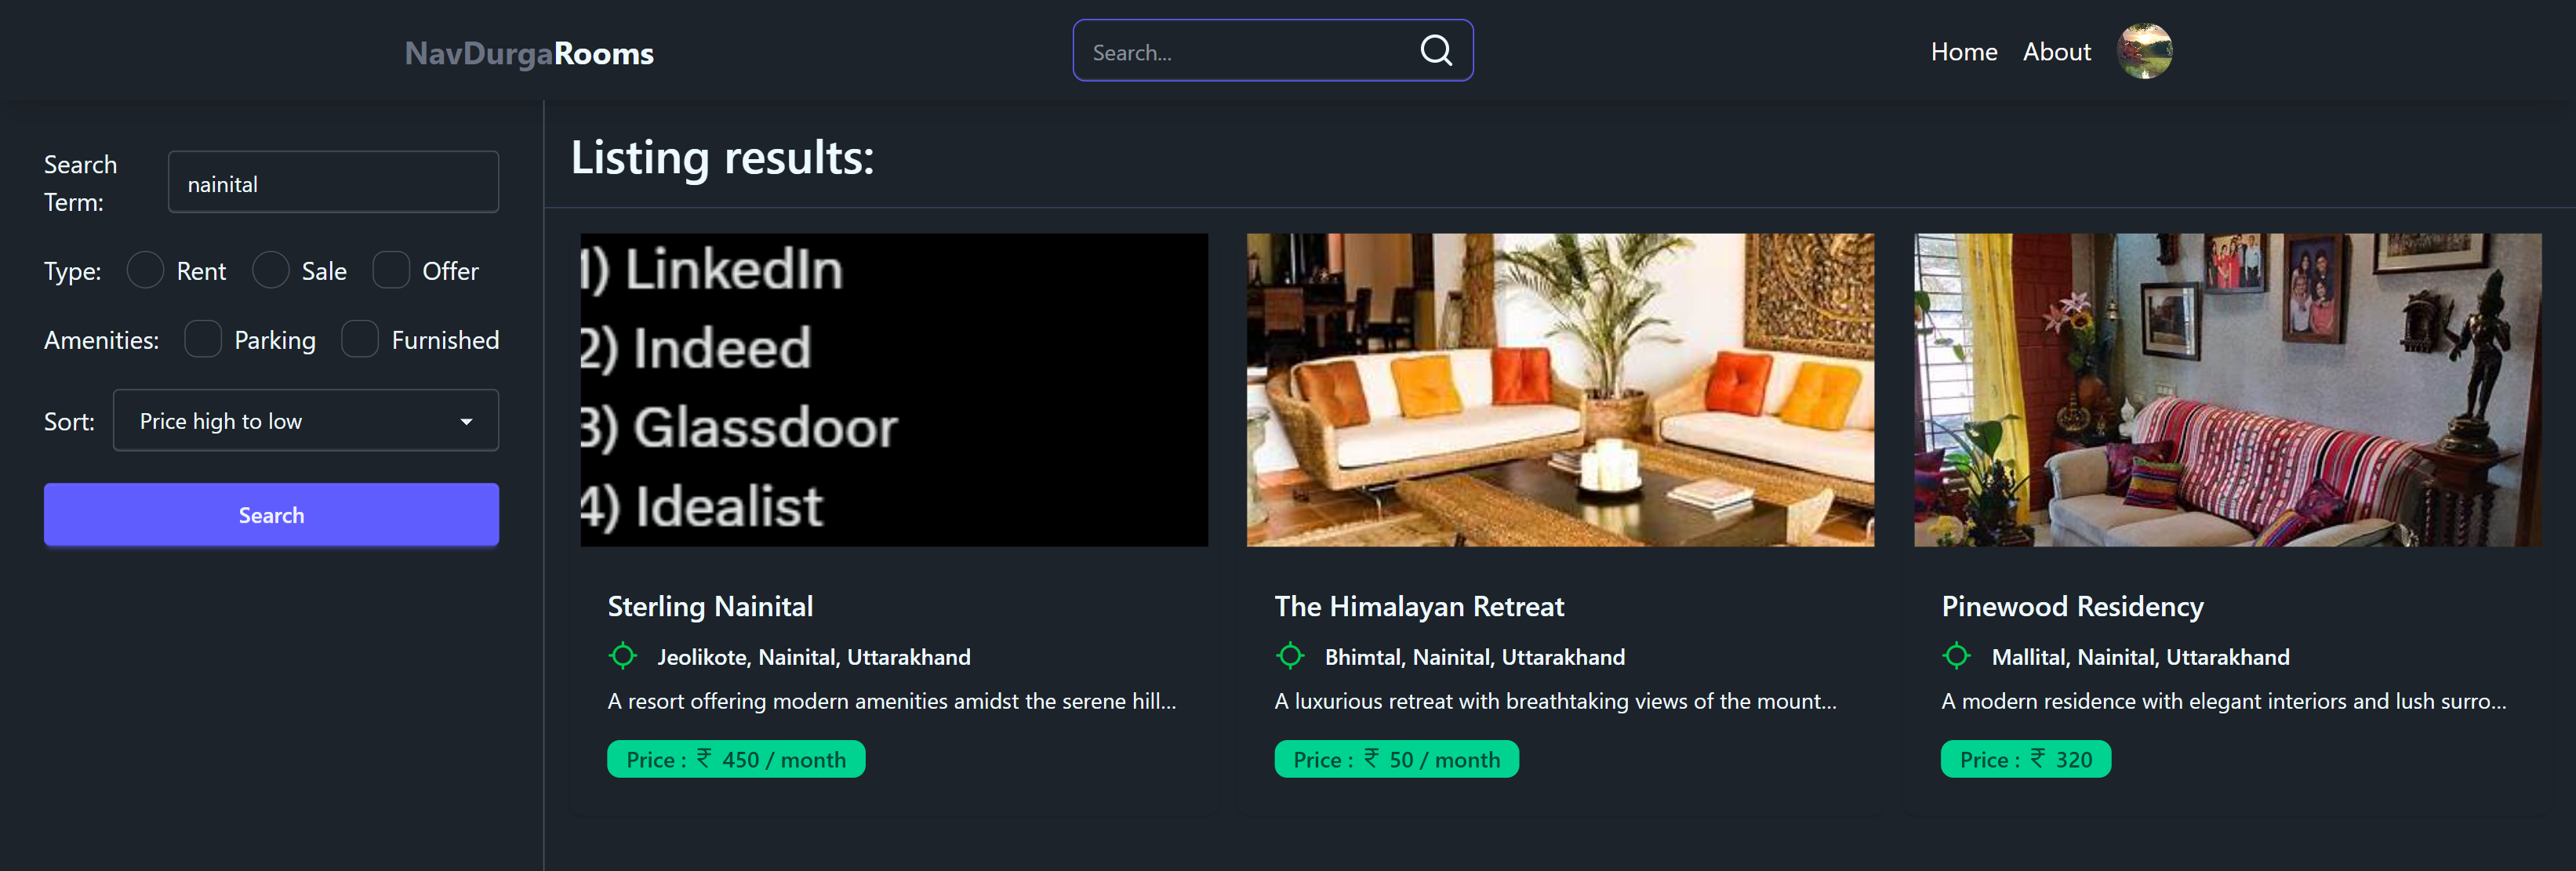 NavDurgaRooms
Search...
Home About
Search Term:
nainital
Type: Rent Sale Offer
Amenities: Parking Furnished
Sort: Price high to low
Search
Listing results:
1) LinkedIn
2) Indeed
3) Glassdoor
4) Idealist
Sterling Nainital
Jeolikote, Nainital, Uttarakhand
A resort offering modern amenities amidst the serene hill...
Price : ₹ 450 / month
The Himalayan Retreat
Bhimtal, Nainital, Uttarakhand
A luxurious retreat with breathtaking views of the mount...
Price : ₹ 50 / month
Pinewood Residency
Mallital, Nainital, Uttarakhand
A modern residence with elegant interiors and lush surro...
Price : ₹ 320